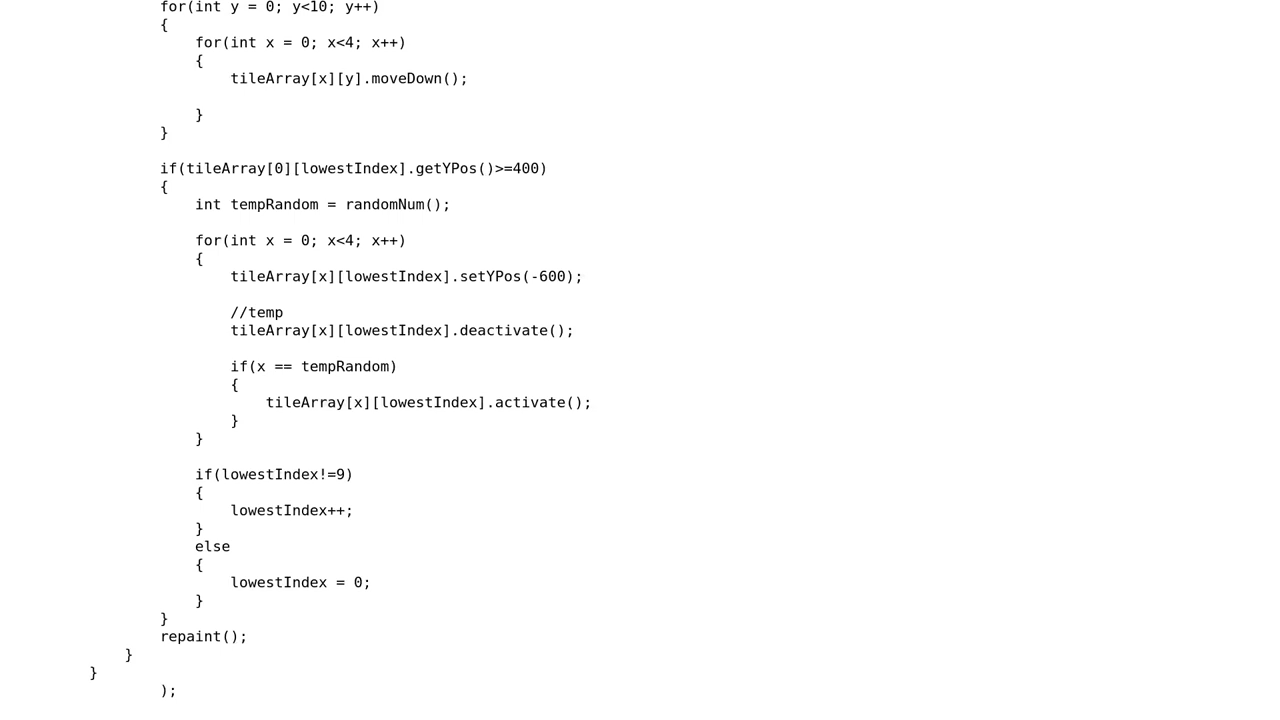 for(int y = 0; y<10; y++)
{
for(int x = 0; x<4; x++)
{
tileArray[x][y].moveDown();
}
}
if(tileArray[0][lowestIndex].getYPos()>=400)
{
int tempRandom = randomNum();
for(int x = 0; x<4; x++)
{
tileArray[x][lowestIndex].setYPos(-600);
//temp
tileArray[x][lowestIndex].deactivate();
if(x == tempRandom)
{
tileArray[x][lowestIndex].activate();
}
}
if(lowestIndex!=9)
{
lowestIndex++;
}
else
{
lowestIndex = 0;
}
}
repaint();
}
}
);